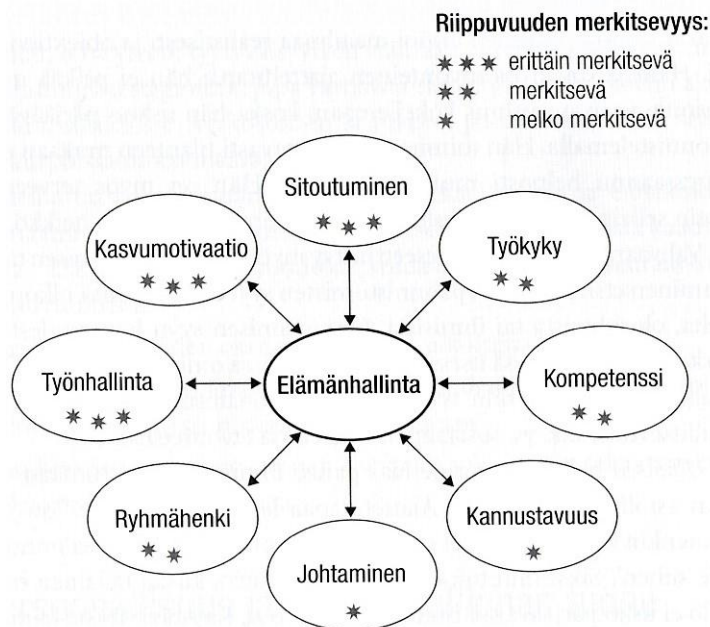 Riippuvuuden merkitsevyys:
✷ ✷ ✷ erittäin merkitsevä
✷ ✷ merkitsevä
✷ melko merkitsevä
Sitoutuminen
✷ ✷ ✷
Kasvumotivaatio
✷ ✷ ✷
Työkyky
✷ ✷
Työnhallinta
✷ ✷ ✷
Elämänhallinta
Kompetenssi
✷ ✷
Ryhmähenki
✷ ✷
Kannustavuus
✷
Johtaminen
✷